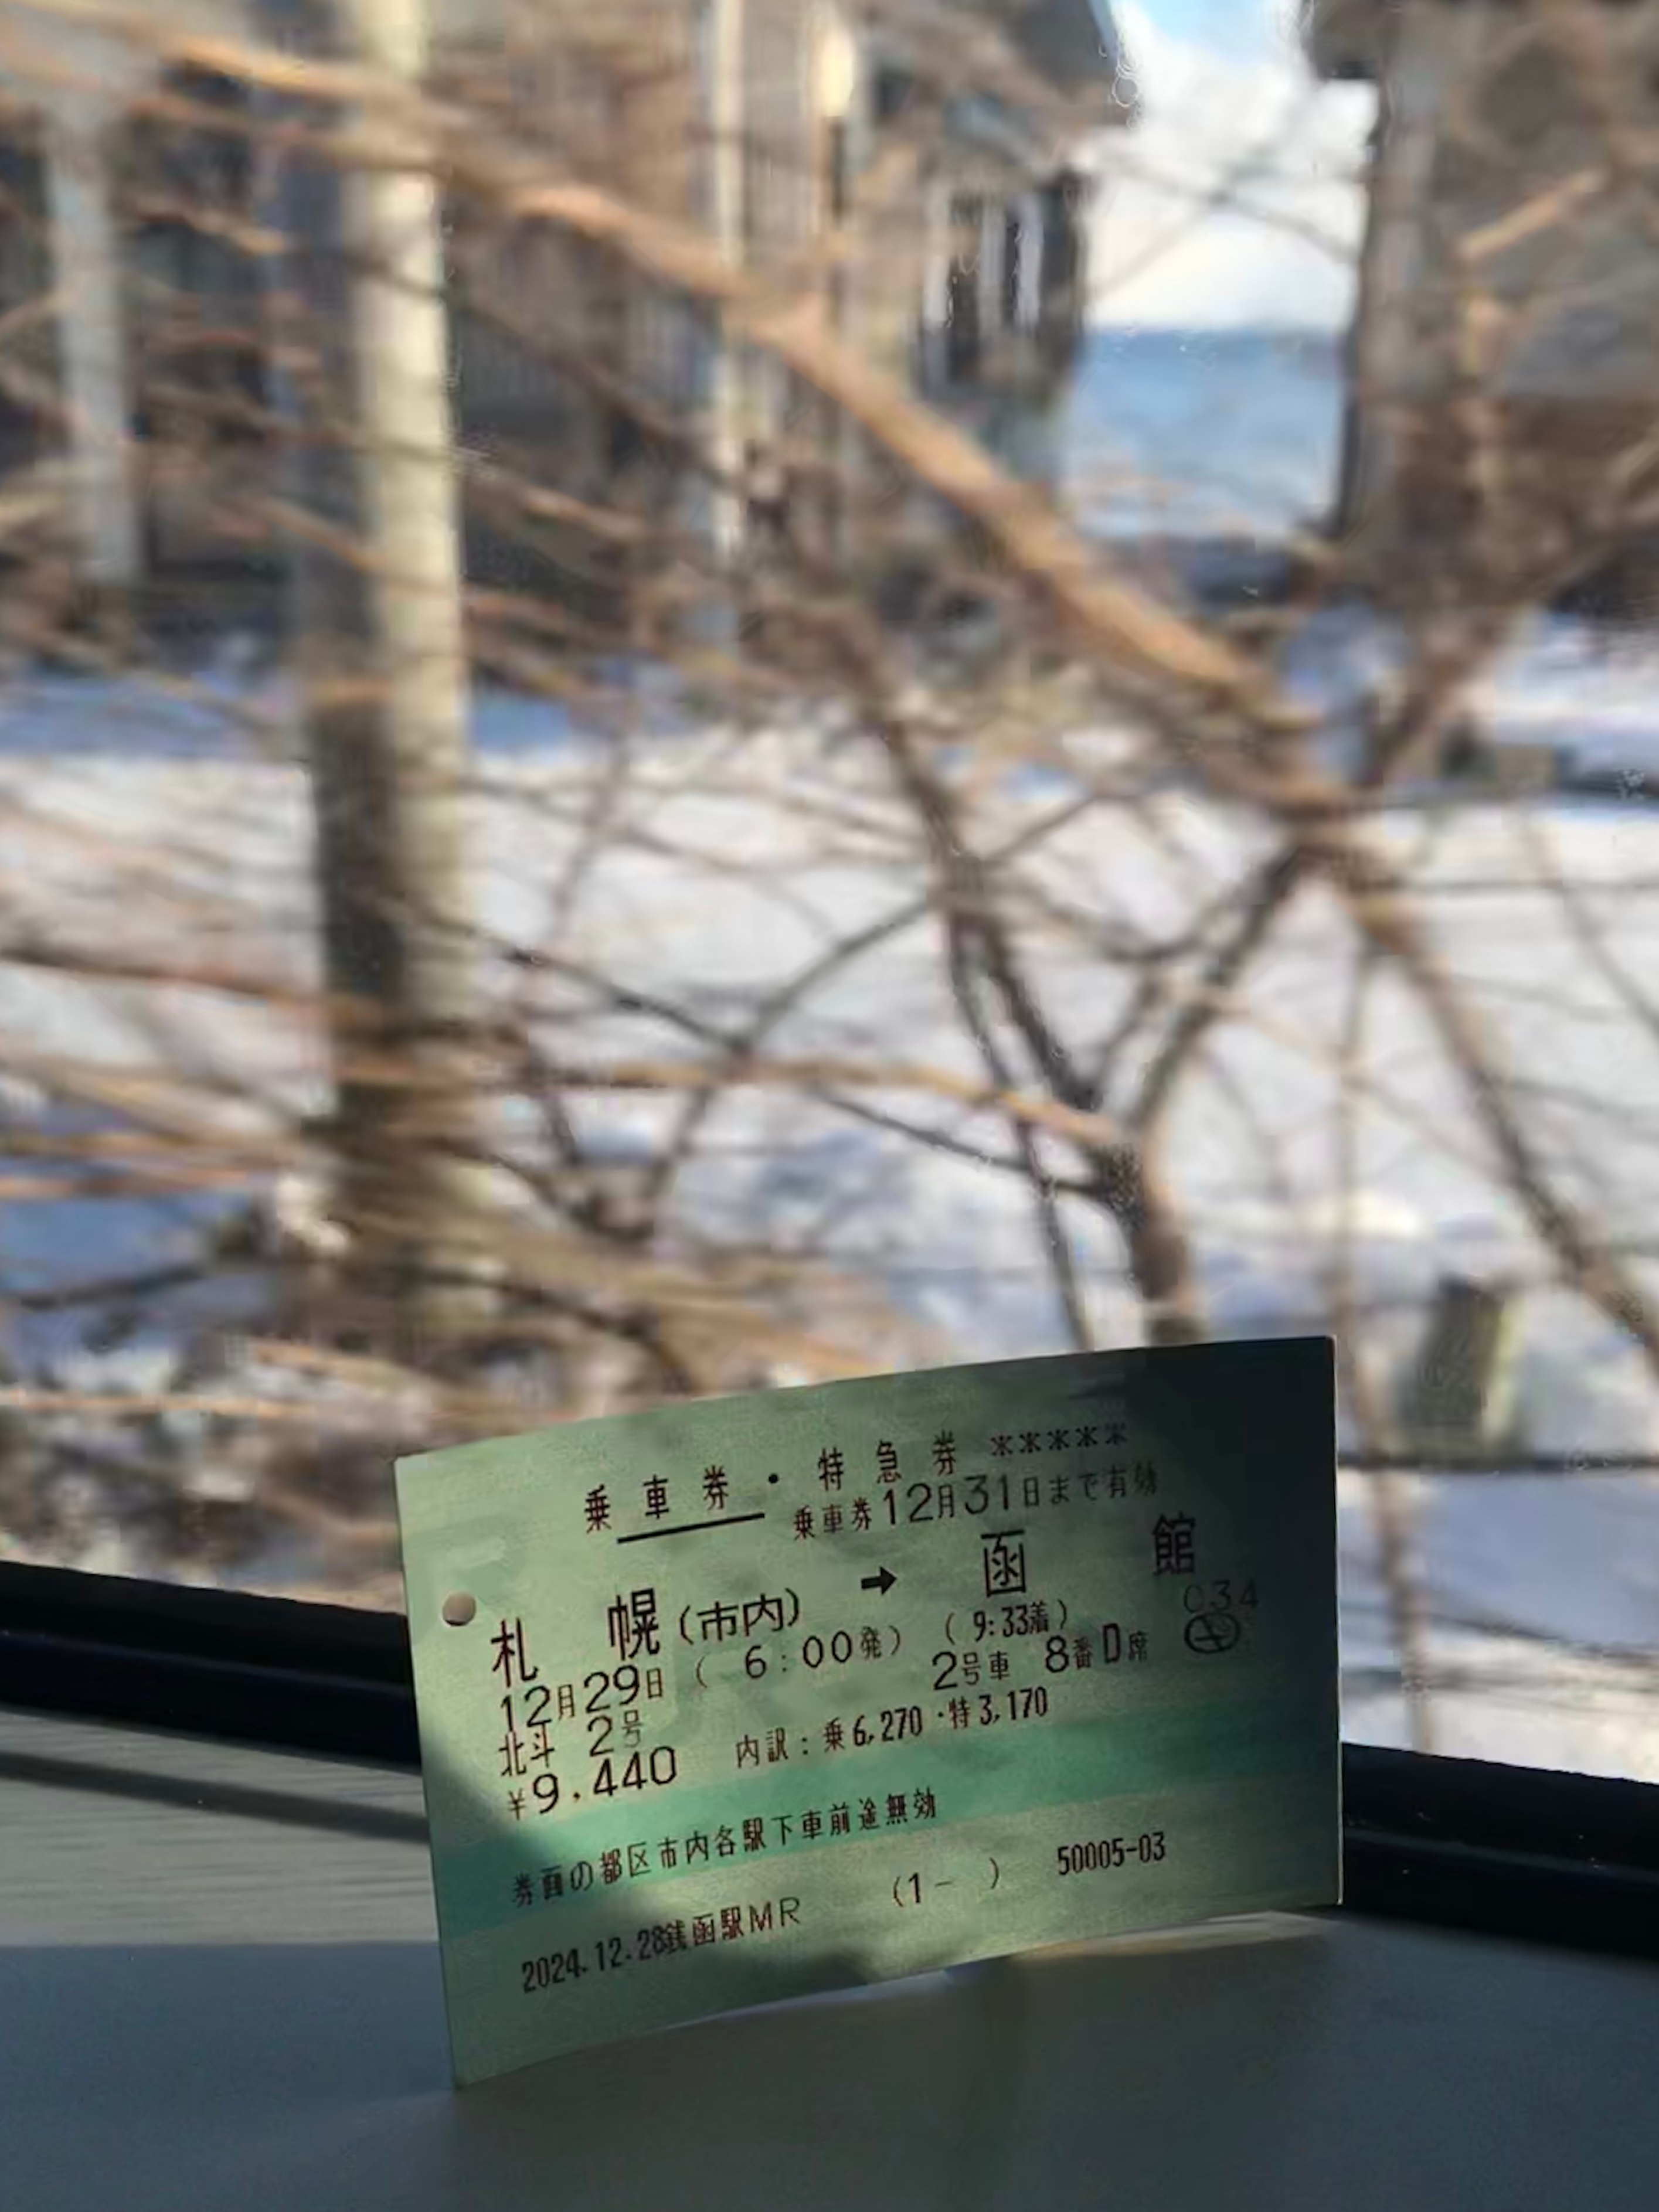 乗車券・特急券 ＊＊＊＊＊
乗車券12月31日まで有効
札幌(市内) → 函館
034
12月29日 ( 6:00発) ( 9:33着)
北斗 2号 2号車 8番D席
¥9,440 内訳：乗6,270・特3,170
券面の都区市内各駅下車前途無効
2024.12.28銭函駅MR (1- ) 50005-03